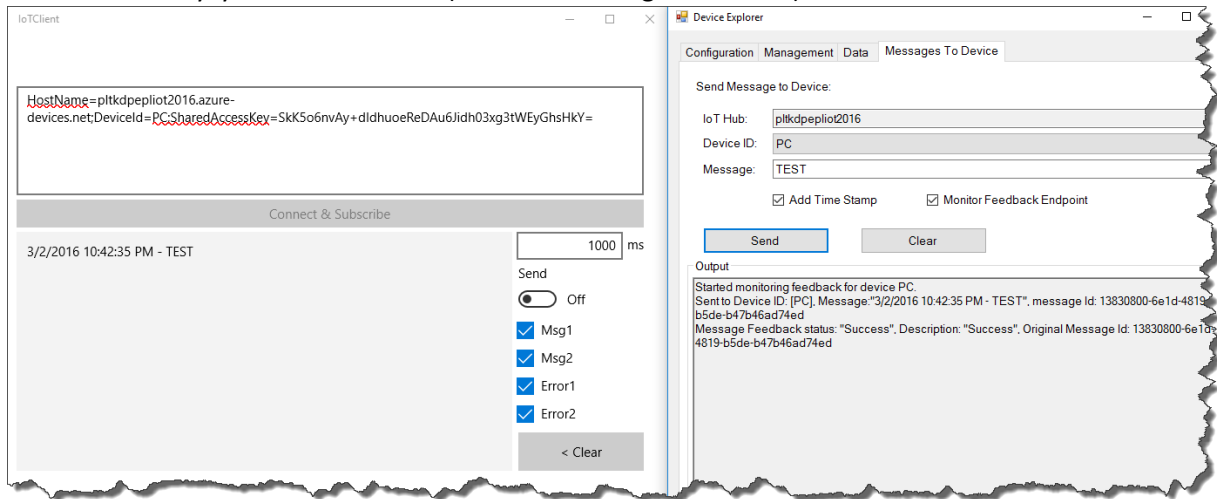 IoTClient
HostName=pltkdpepliot2016.azure-
devices.net;DeviceId=PC;SharedAccessKey=SkK5o6nvAy+dIdhuoeReDAu6Jidh03xg3tWEyGhsHkY=
Connect & Subscribe
3/2/2016 10:42:35 PM - TEST
1000 ms
Send
Off
Msg1
Msg2
Error1
Error2
< Clear
Device Explorer
Configuration Management Data Messages To Device
Send Message to Device:
IoT Hub: pltkdpepliot2016
Device ID: PC
Message: TEST
Add Time Stamp Monitor Feedback Endpoint
Send Clear
Output
Started monitoring feedback for device PC.
Sent to Device ID: [PC], Message:"3/2/2016 10:42:35 PM - TEST", message Id: 13830800-6e1d-4819-
b5de-b47b46ad74ed
Message Feedback status: "Success", Description: "Success", Original Message Id: 13830800-6e1d-
4819-b5de-b47b46ad74ed